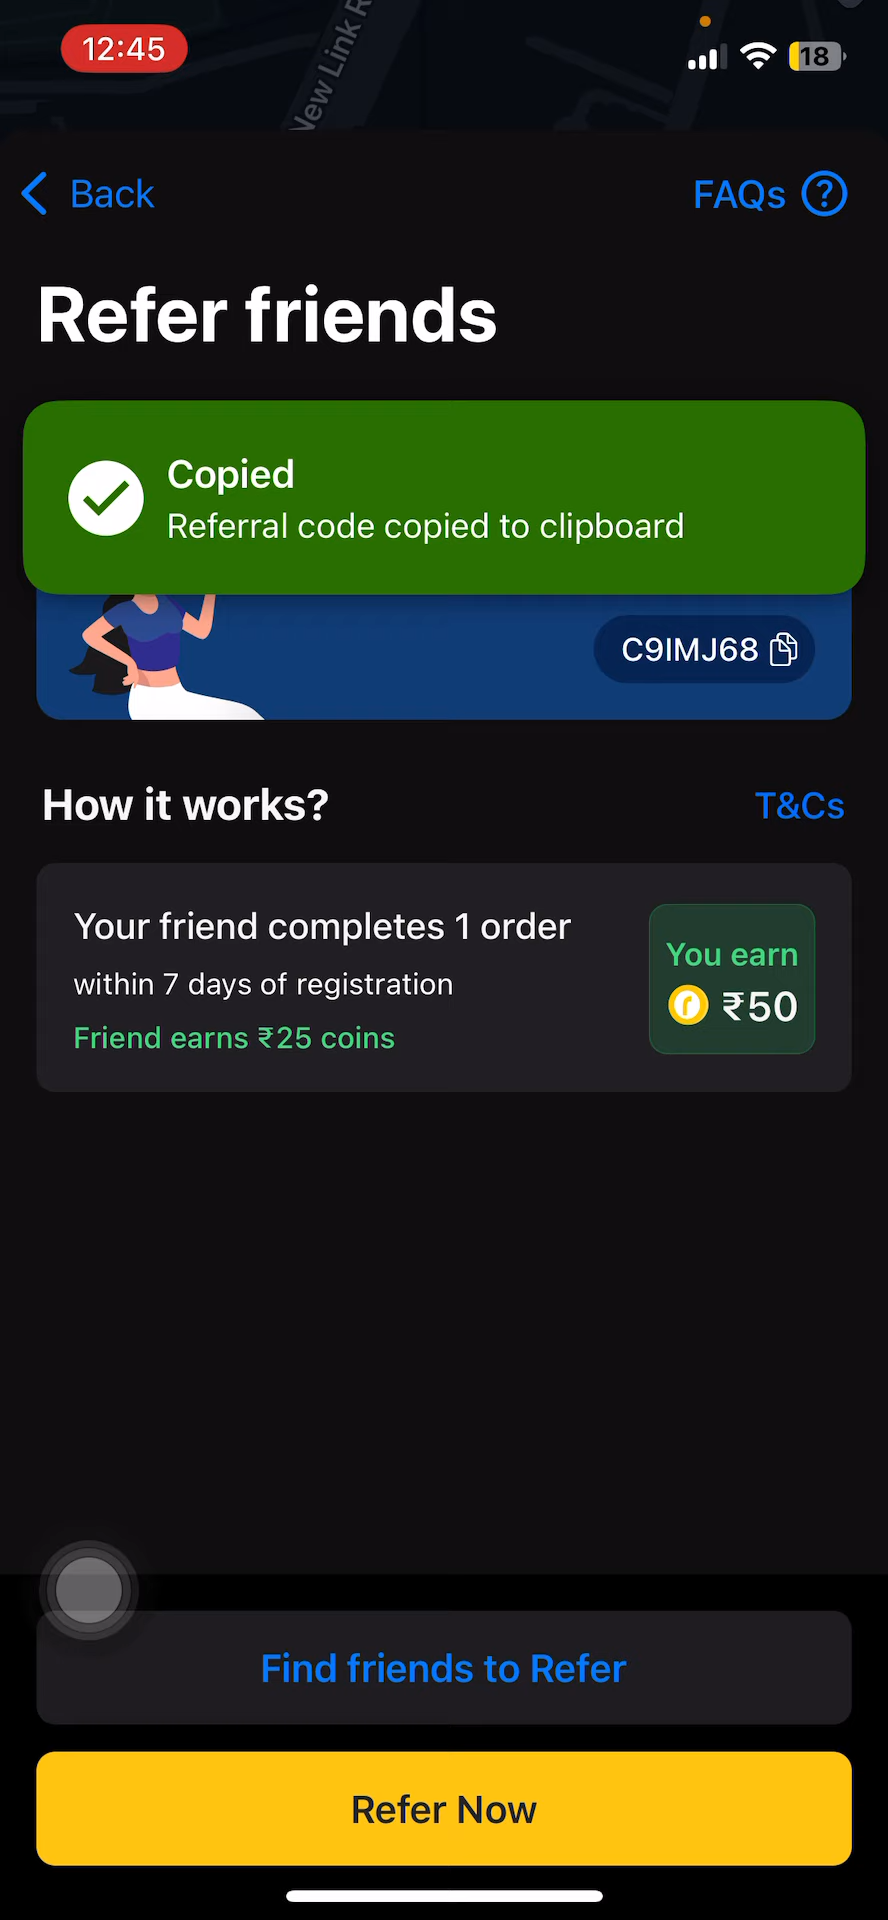 New Link R
12:45
18
Back
FAQs ?
Refer friends
Copied
Referral code copied to clipboard
C9IMJ68
How it works?
T&Cs
Your friend completes 1 order
within 7 days of registration
Friend earns ₹25 coins
You earn
₹50
Find friends to Refer
Refer Now